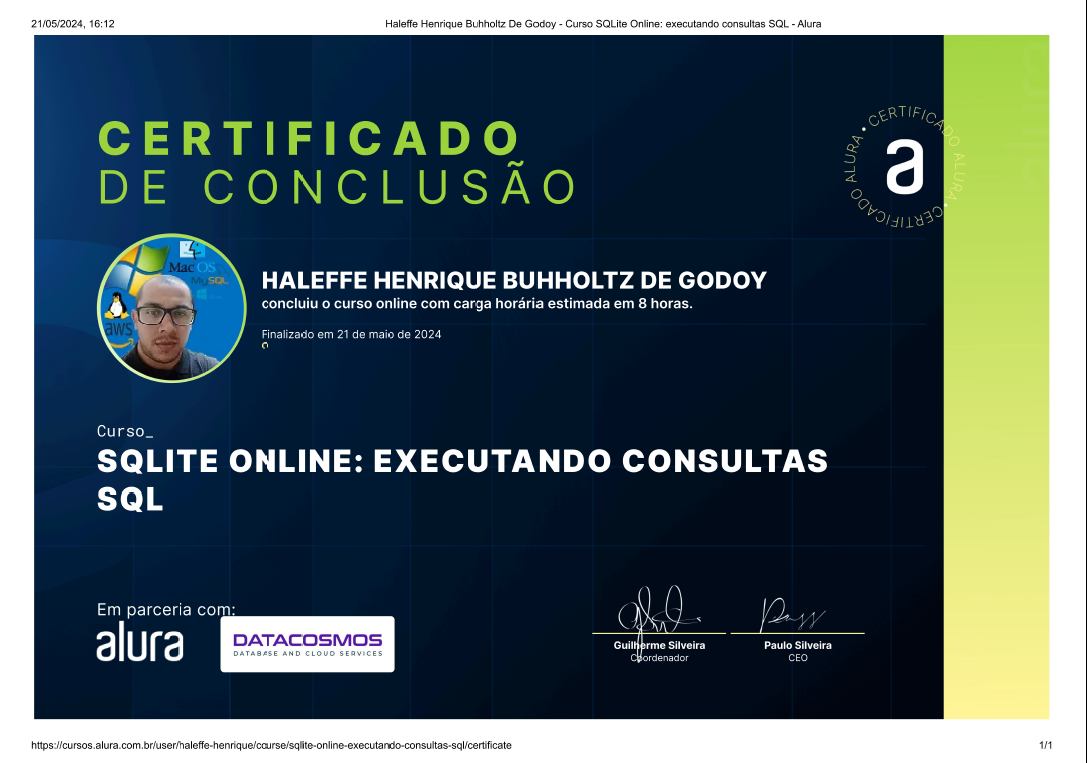 21/05/2024, 16:12
Haleffe Henrique Buhholtz De Godoy - Curso SQLite Online: executando consultas SQL - Alura
CERTIFICADO
DE CONCLUSÃO
CERTIFICADO ALURA • CERTIFICADO ALURA •
a
Mac OS
MySQL
aws
HALEFFE HENRIQUE BUHHOLTZ DE GODOY
concluiu o curso online com carga horária estimada em 8 horas.
Finalizado em 21 de maio de 2024
Curso_
SQLITE ONLINE: EXECUTANDO CONSULTAS
SQL
Em parceria com:
alura
DATACOSMOS
DATABASE AND CLOUD SERVICES
Guilherme Silveira
Coordenador
Paulo Silveira
CEO
https://cursos.alura.com.br/user/haleffe-henrique/course/sqlite-online-executando-consultas-sql/certificate
1/1